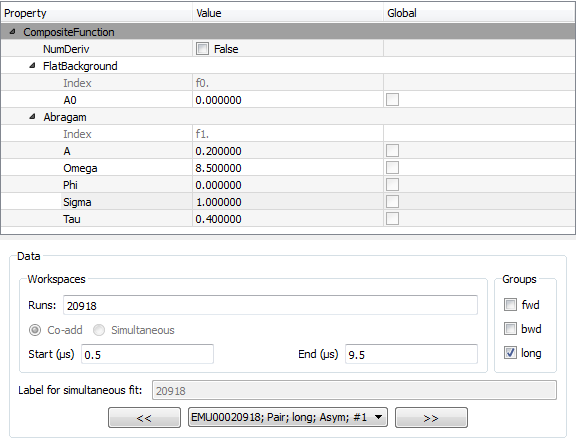 Property Value Global
CompositeFunction
NumDeriv False
FlatBackground
Index f0.
A0 0.000000
Abragam
Index f1.
A 0.200000
Omega 8.500000
Phi 0.000000
Sigma 1.000000
Tau 0.400000
Data
Workspaces Groups
Runs: 20918 fwd
Co-add Simultaneous bwd
Start (µs) 0.5 End (µs) 9.5 long
Label for simultaneous fit: 20918
<< EMU00020918; Pair; long; Asym; #1 >>